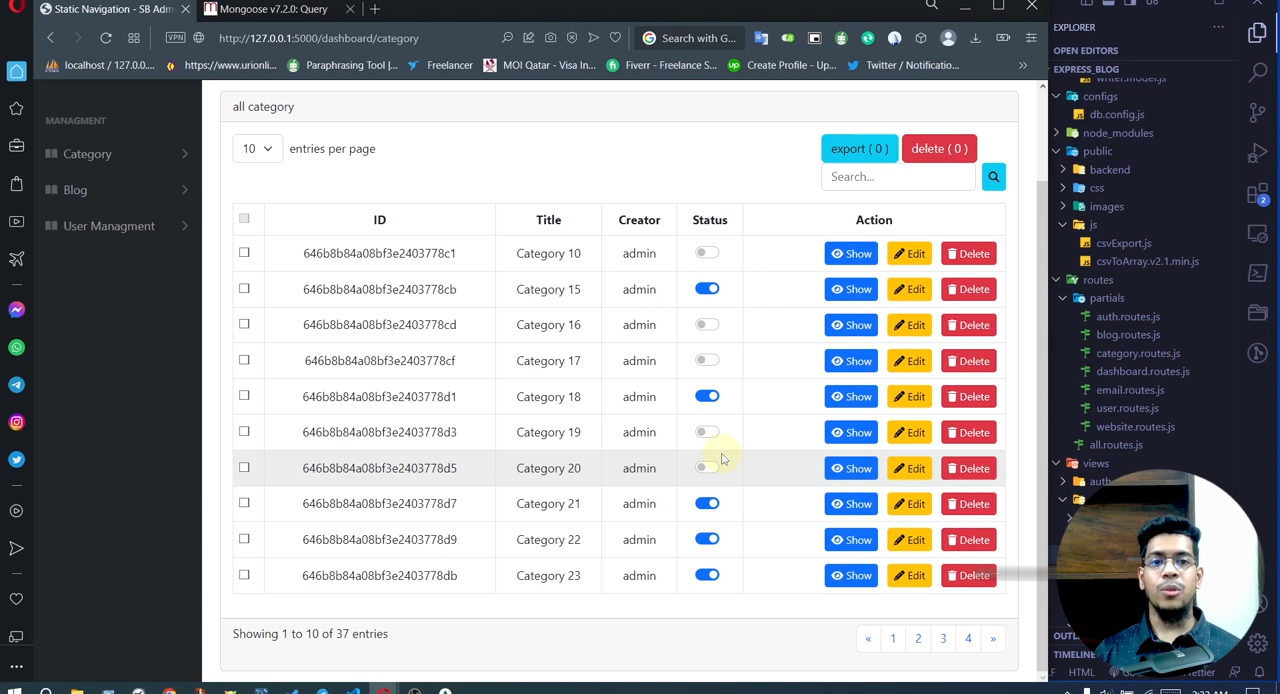 Static Navigation - SB Adm
Mongoose v7.2.0: Query
VPN
http://127.0.0.1:5000/dashboard/category
Search with G...
localhost / 127.0....
https://www.urionli...
Paraphrasing Tool |...
Freelancer
MOI Qatar - Visa In...
Fiverr - Freelance S...
Create Profile - Up...
Twitter / Notificatio...
MANAGMENT
Category
Blog
User Managment
all category
10 entries per page
export ( 0 )
delete ( 0 )
Search...
ID Title Creator Status Action
646b8b84a08bf3e2403778c1 Category 10 admin Show Edit Delete
646b8b84a08bf3e2403778cb Category 15 admin Show Edit Delete
646b8b84a08bf3e2403778cd Category 16 admin Show Edit Delete
646b8b84a08bf3e2403778cf Category 17 admin Show Edit Delete
646b8b84a08bf3e2403778d1 Category 18 admin Show Edit Delete
646b8b84a08bf3e2403778d3 Category 19 admin Show Edit Delete
646b8b84a08bf3e2403778d5 Category 20 admin Show Edit Delete
646b8b84a08bf3e2403778d7 Category 21 admin Show Edit Delete
646b8b84a08bf3e2403778d9 Category 22 admin Show Edit Delete
646b8b84a08bf3e2403778db Category 23 admin Show Edit Delete
Showing 1 to 10 of 37 entries
« 1 2 3 4 »
EXPLORER
OPEN EDITORS
EXPRESS_BLOG
writer.model.js
configs
db.config.js
node_modules
public
backend
css
images
js
csvExport.js
csvToArray.v2.1.min.js
routes
partials
auth.routes.js
blog.routes.js
category.routes.js
dashboard.routes.js
email.routes.js
user.routes.js
website.routes.js
all.routes.js
views
auth
2
OUTL
TIMELINE
HTML